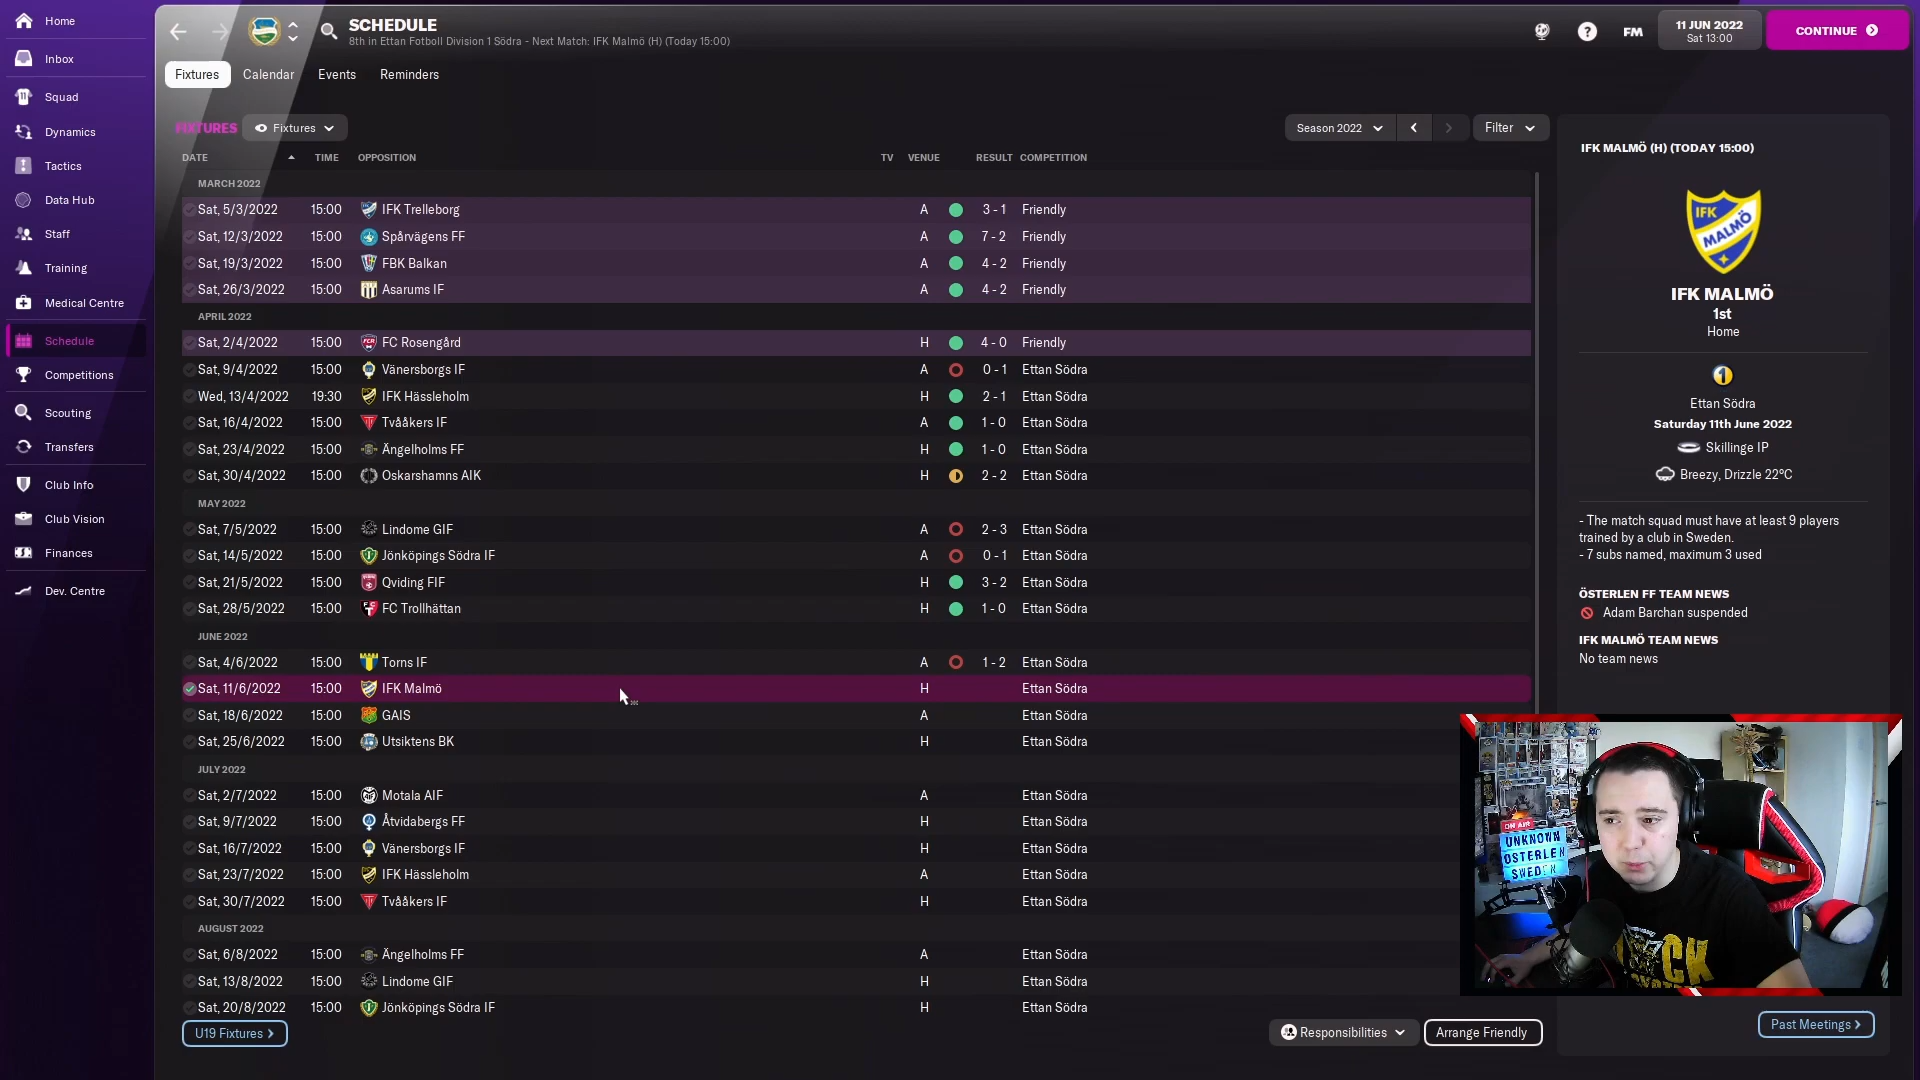 Home
Inbox
Squad
Dynamics
Tactics
Data Hub
Staff
Training
Medical Centre
Schedule
Competitions
Scouting
Transfers
Club Info
Club Vision
Finances
Dev. Centre
SCHEDULE
8th in Ettan Fotboll Division 1 Södra - Next Match: IFK Malmö (H) (Today 15:00)
?
FM
11 JUN 2022
Sat 13:00
CONTINUE
Fixtures Calendar Events Reminders
FIXTURES Fixtures Season 2022 Filter
DATE TIME OPPOSITION TV VENUE RESULT COMPETITION
MARCH 2022
Sat, 5/3/2022 15:00 IFK Trelleborg A 3 - 1 Friendly
Sat, 12/3/2022 15:00 Spårvägens FF A 7 - 2 Friendly
Sat, 19/3/2022 15:00 FBK Balkan A 4 - 2 Friendly
Sat, 26/3/2022 15:00 Asarums IF A 4 - 2 Friendly
APRIL 2022
Sat, 2/4/2022 15:00 FC Rosengård H 4 - 0 Friendly
Sat, 9/4/2022 15:00 Vänersborgs IF A 0 - 1 Ettan Södra
Wed, 13/4/2022 19:30 IFK Hässleholm H 2 - 1 Ettan Södra
Sat, 16/4/2022 15:00 Tvååkers IF A 1 - 0 Ettan Södra
Sat, 23/4/2022 15:00 Ängelholms FF H 1 - 0 Ettan Södra
Sat, 30/4/2022 15:00 Oskarshamns AIK H 2 - 2 Ettan Södra
MAY 2022
Sat, 7/5/2022 15:00 Lindome GIF A 2 - 3 Ettan Södra
Sat, 14/5/2022 15:00 Jönköpings Södra IF A 0 - 1 Ettan Södra
Sat, 21/5/2022 15:00 Qviding FIF H 3 - 2 Ettan Södra
Sat, 28/5/2022 15:00 FC Trollhättan H 1 - 0 Ettan Södra
JUNE 2022
Sat, 4/6/2022 15:00 Torns IF A 1 - 2 Ettan Södra
Sat, 11/6/2022 15:00 IFK Malmö H Ettan Södra
Sat, 18/6/2022 15:00 GAIS A Ettan Södra
Sat, 25/6/2022 15:00 Utsiktens BK H Ettan Södra
JULY 2022
Sat, 2/7/2022 15:00 Motala AIF A Ettan Södra
Sat, 9/7/2022 15:00 Åtvidabergs FF H Ettan Södra
Sat, 16/7/2022 15:00 Vänersborgs IF H Ettan Södra
Sat, 23/7/2022 15:00 IFK Hässleholm A Ettan Södra
Sat, 30/7/2022 15:00 Tvååkers IF H Ettan Södra
AUGUST 2022
Sat, 6/8/2022 15:00 Ängelholms FF A Ettan Södra
Sat, 13/8/2022 15:00 Lindome GIF H Ettan Södra
Sat, 20/8/2022 15:00 Jönköpings Södra IF H Ettan Södra
U19 Fixtures
Responsibilities
Arrange Friendly
IFK MALMÖ (H) (TODAY 15:00)
IFK
MALMÖ
IFK MALMÖ
1st
Home
1
Ettan Södra
Saturday 11th June 2022
Skillinge IP
Breezy, Drizzle 22ºC
- The match squad must have at least 9 players
trained by a club in Sweden.
- 7 subs named, maximum 3 used
ÖSTERLEN FF TEAM NEWS
Adam Barchan suspended
IFK MALMÖ TEAM NEWS
No team news
ON AIR
UNKNOWN
OSTERLEN
SWEDEN
Past Meetings